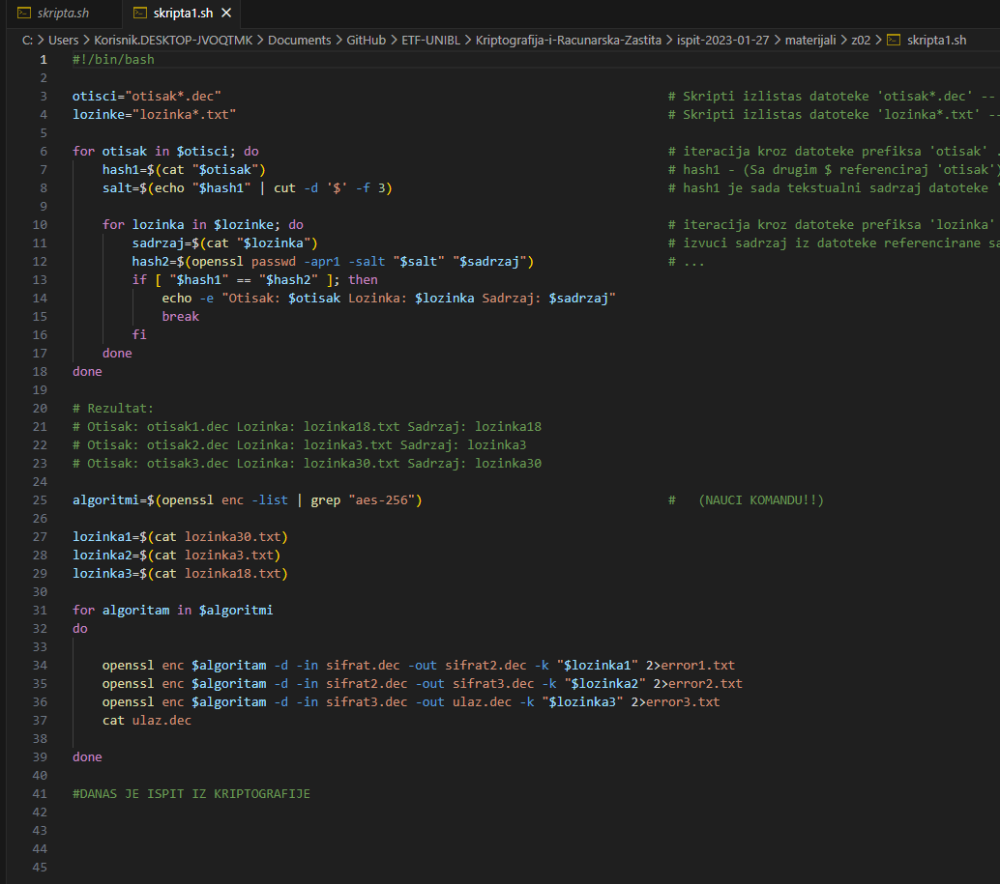 skripta.sh skripta1.sh
C: > Users > Korisnik.DESKTOP-JVOQTMK > Documents > GitHub > ETF-UNIBL > Kriptografija-i-Racunarska-Zastita > ispit-2023-01-27 > materijali > z02 > skripta1.sh
1 #!/bin/bash
2
3 otisci="otisak*.dec" # Skripti izlistas datoteke 'otisak*.dec' --
4 lozinke="lozinka*.txt" # Skripti izlistas datoteke 'lozinka*.txt' --
5
6 for otisak in $otisci; do # iteracija kroz datoteke prefiksa 'otisak' .
7 hash1=$(cat "$otisak") # hash1 - (Sa drugim $ referenciraj 'otisak')
8 salt=$(echo "$hash1" | cut -d '$' -f 3) # hash1 je sada tekstualni sadrzaj datoteke '
9
10 for lozinka in $lozinke; do # iteracija kroz datoteke prefiksa 'lozinka'
11 sadrzaj=$(cat "$lozinka") # izvuci sadrzaj iz datoteke referencirane sa
12 hash2=$(openssl passwd -apr1 -salt "$salt" "$sadrzaj") # ...
13 if [ "$hash1" == "$hash2" ]; then
14 echo -e "Otisak: $otisak Lozinka: $lozinka Sadrzaj: $sadrzaj"
15 break
16 fi
17 done
18 done
19
20 # Rezultat:
21 # Otisak: otisak1.dec Lozinka: lozinka18.txt Sadrzaj: lozinka18
22 # Otisak: otisak2.dec Lozinka: lozinka3.txt Sadrzaj: lozinka3
23 # Otisak: otisak3.dec Lozinka: lozinka30.txt Sadrzaj: lozinka30
24
25 algoritmi=$(openssl enc -list | grep "aes-256") # (NAUCI KOMANDU!!)
26
27 lozinka1=$(cat lozinka30.txt)
28 lozinka2=$(cat lozinka3.txt)
29 lozinka3=$(cat lozinka18.txt)
30
31 for algoritam in $algoritmi
32 do
33
34 openssl enc $algoritam -d -in sifrat.dec -out sifrat2.dec -k "$lozinka1" 2>error1.txt
35 openssl enc $algoritam -d -in sifrat2.dec -out sifrat3.dec -k "$lozinka2" 2>error2.txt
36 openssl enc $algoritam -d -in sifrat3.dec -out ulaz.dec -k "$lozinka3" 2>error3.txt
37 cat ulaz.dec
38
39 done
40
41 #DANAS JE ISPIT IZ KRIPTOGRAFIJE
42
43
44
45